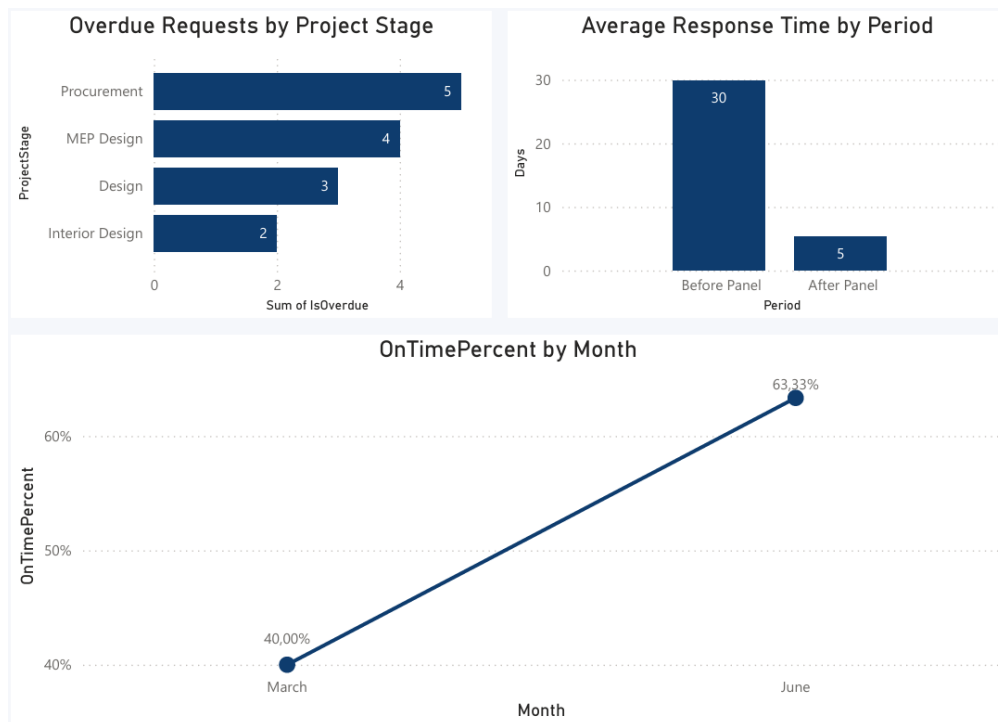 Overdue Requests by Project Stage
ProjectStage
Procurement
5
MEP Design
4
Design
3
Interior Design
2
0
2
4
Sum of IsOverdue
Average Response Time by Period
Days
30
20
10
0
30
5
Before Panel
After Panel
Period
OnTimePercent by Month
OnTimePercent
60%
50%
40%
63,33%
40,00%
March
June
Month